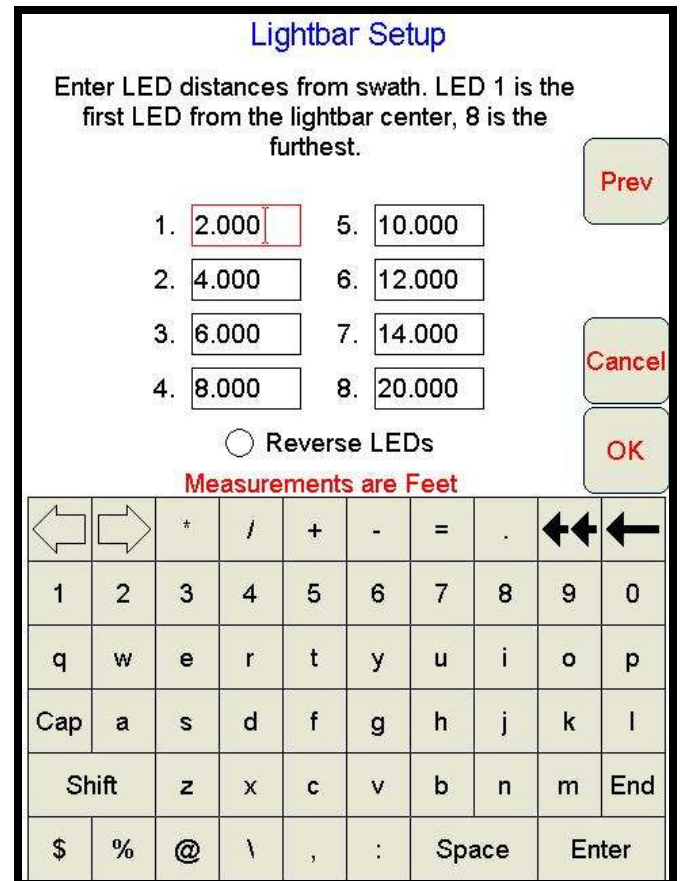 Lightbar Setup
Enter LED distances from swath. LED 1 is the
first LED from the lightbar center, 8 is the
furthest.
Prev
1. 2.000 5. 10.000
2. 4.000 6. 12.000
3. 6.000 7. 14.000
4. 8.000 8. 20.000
Cancel
Reverse LEDs
OK
Measurements are Feet
* / + - = .
1 2 3 4 5 6 7 8 9 0
q w e r t y u i o p
Cap a s d f g h j k l
Shift z x c v b n m End
$ % @ \ , : Space Enter